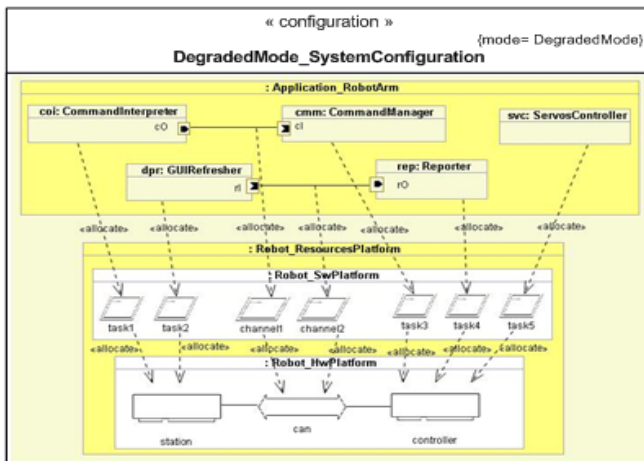 « configuration »
{mode= DegradedMode}
DegradedMode_SystemConfiguration
: Application_RobotArm
coi: CommandInterpreter
cO
cmm: CommandManager
cI
svc: ServosController
dpr: GUIRefresher
rI
rep: Reporter
rO
«allocate» «allocate» «allocate» «allocate» «allocate» «allocate» «allocate»
: Robot_ResourcesPlatform
: Robot_SwPlatform
task1 task2 channel1 channel2 task3 task4 task5
«allocate» «allocate» «allocate» «allocate» «allocate» «allocate» «allocate»
: Robot_HwPlatform
station can controller